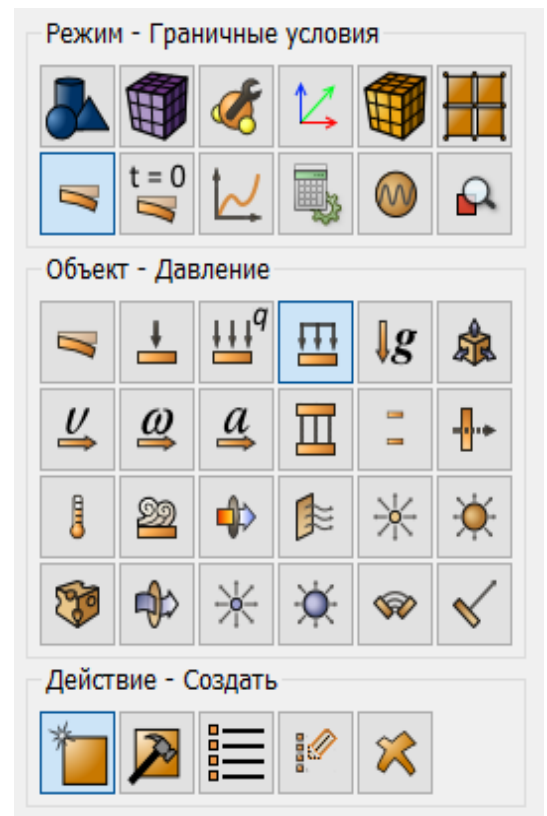 Режим - Граничные условия
t = 0
Объект - Давление
q
g
υ ω a
Действие - Создать